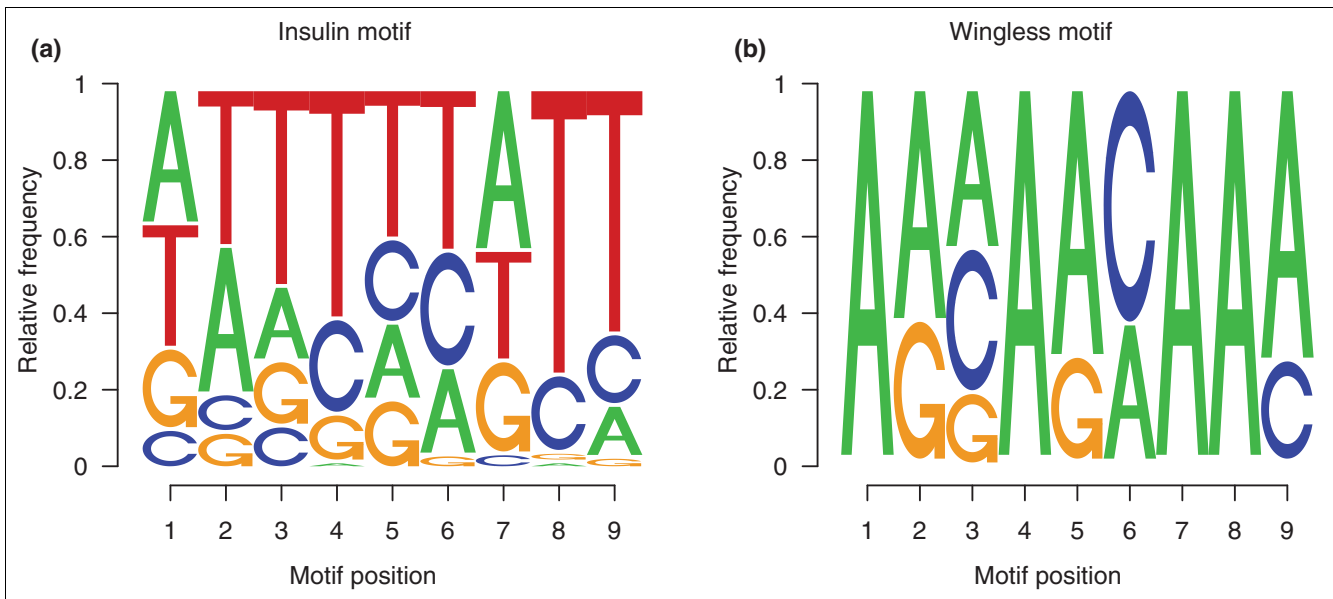 (a) Insulin motif
Relative frequency
1
0.8
0.6
0.4
0.2
0
A T T T T T A T T
T A A C C C T C C
G C G G A A G G A
C G C A G G C A G
1 2 3 4 5 6 7 8 9
Motif position
(b) Wingless motif
Relative frequency
1
0.8
0.6
0.4
0.2
0
A A A A A C A A A
G C G A C
G
1 2 3 4 5 6 7 8 9
Motif position